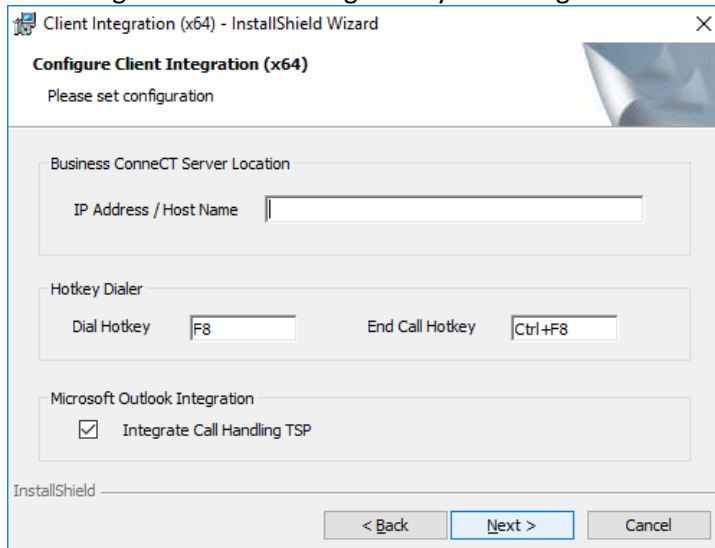 Client Integration (x64) - InstallShield Wizard
Configure Client Integration (x64)
Please set configuration
Business ConneCT Server Location
IP Address / Host Name
Hotkey Dialer
Dial Hotkey F8 End Call Hotkey Ctrl+F8
Microsoft Outlook Integration
Integrate Call Handling TSP
InstallShield
< Back Next > Cancel